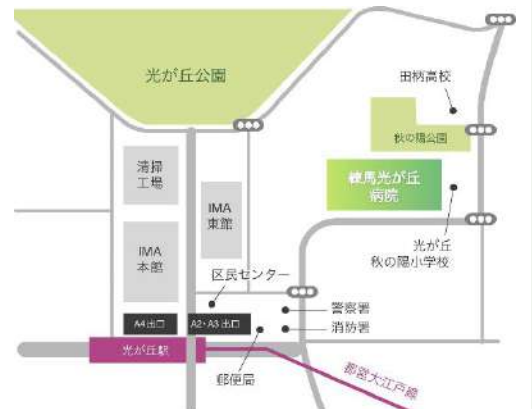 光が丘公園
田柄高校
秋の陽公園
清掃
工場
練馬光が丘
病院
IMA
東館
光が丘
秋の陽小学校
IMA
本館
区民センター
警察署
A4出口
A2・A3出口
消防署
光が丘駅
郵便局
都営大江戸線